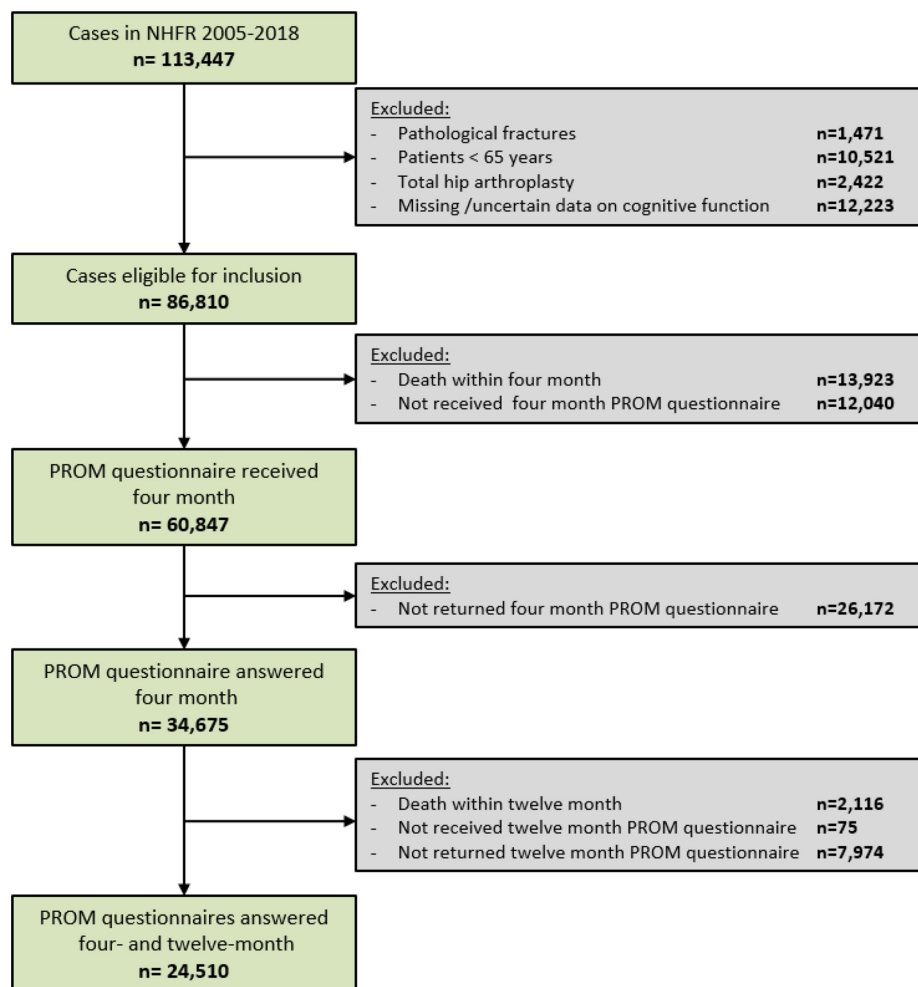 Cases in NHFR 2005-2018
n= 113,447
Excluded:
- Pathological fractures n=1,471
- Patients < 65 years n=10,521
- Total hip arthroplasty n=2,422
- Missing /uncertain data on cognitive function n=12,223
Cases eligible for inclusion
n= 86,810
Excluded:
- Death within four month n=13,923
- Not received four month PROM questionnaire n=12,040
PROM questionnaire received
four month
n= 60,847
Excluded:
- Not returned four month PROM questionnaire n=26,172
PROM questionnaire answered
four month
n= 34,675
Excluded:
- Death within twelve month n=2,116
- Not received twelve month PROM questionnaire n=75
- Not returned twelve month PROM questionnaire n=7,974
PROM questionnaires answered
four- and twelve-month
n= 24,510